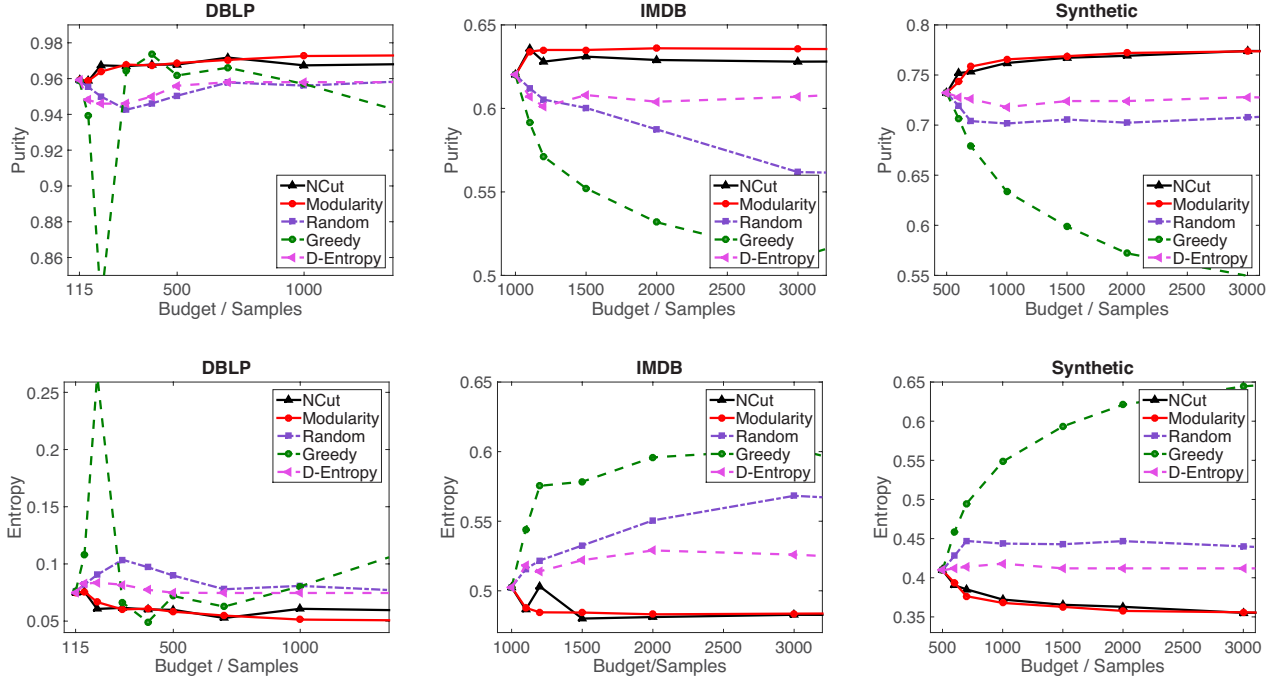 DBLP
0.98
0.96
0.94
0.92
0.9
0.88
0.86
Purity
NCut
Modularity
Random
Greedy
D-Entropy
115 500 1000
Budget / Samples
IMDB
0.65
0.6
0.55
0.5
Purity
NCut
Modularity
Random
Greedy
D-Entropy
1000 1500 2000 2500 3000
Budget / Samples
Synthetic
0.8
0.75
0.7
0.65
0.6
0.55
Purity
NCut
Modularity
Random
Greedy
D-Entropy
500 1000 1500 2000 2500 3000
Budget / Samples
DBLP
0.25
0.2
0.15
0.1
0.05
Entropy
NCut
Modularity
Random
Greedy
D-Entropy
115 500 1000
Budget / Samples
IMDB
0.65
0.6
0.55
0.5
Entropy
NCut
Modularity
Random
Greedy
D-Entropy
1000 1500 2000 2500 3000
Budget/Samples
Synthetic
0.65
0.6
0.55
0.5
0.45
0.4
0.35
Entropy
NCut
Modularity
Random
Greedy
D-Entropy
500 1000 1500 2000 2500 3000
Budget / Samples